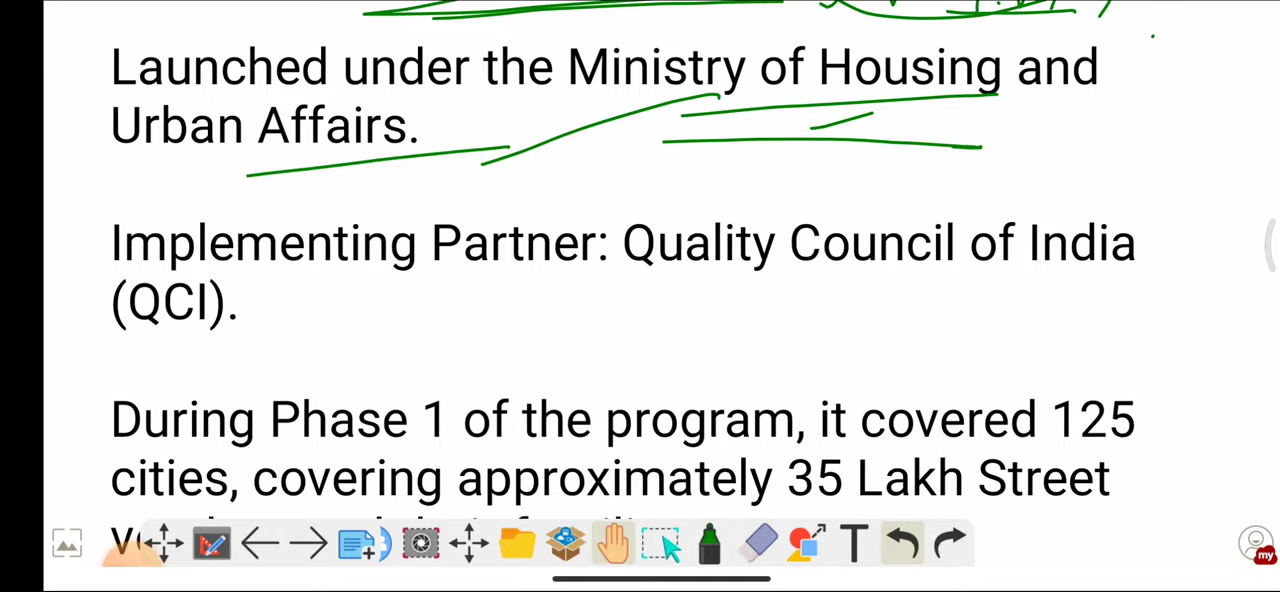 Launched under the Ministry of Housing and
Urban Affairs.
Implementing Partner: Quality Council of India
(QCI).
During Phase 1 of the program, it covered 125
cities, covering approximately 35 Lakh Street
T
my